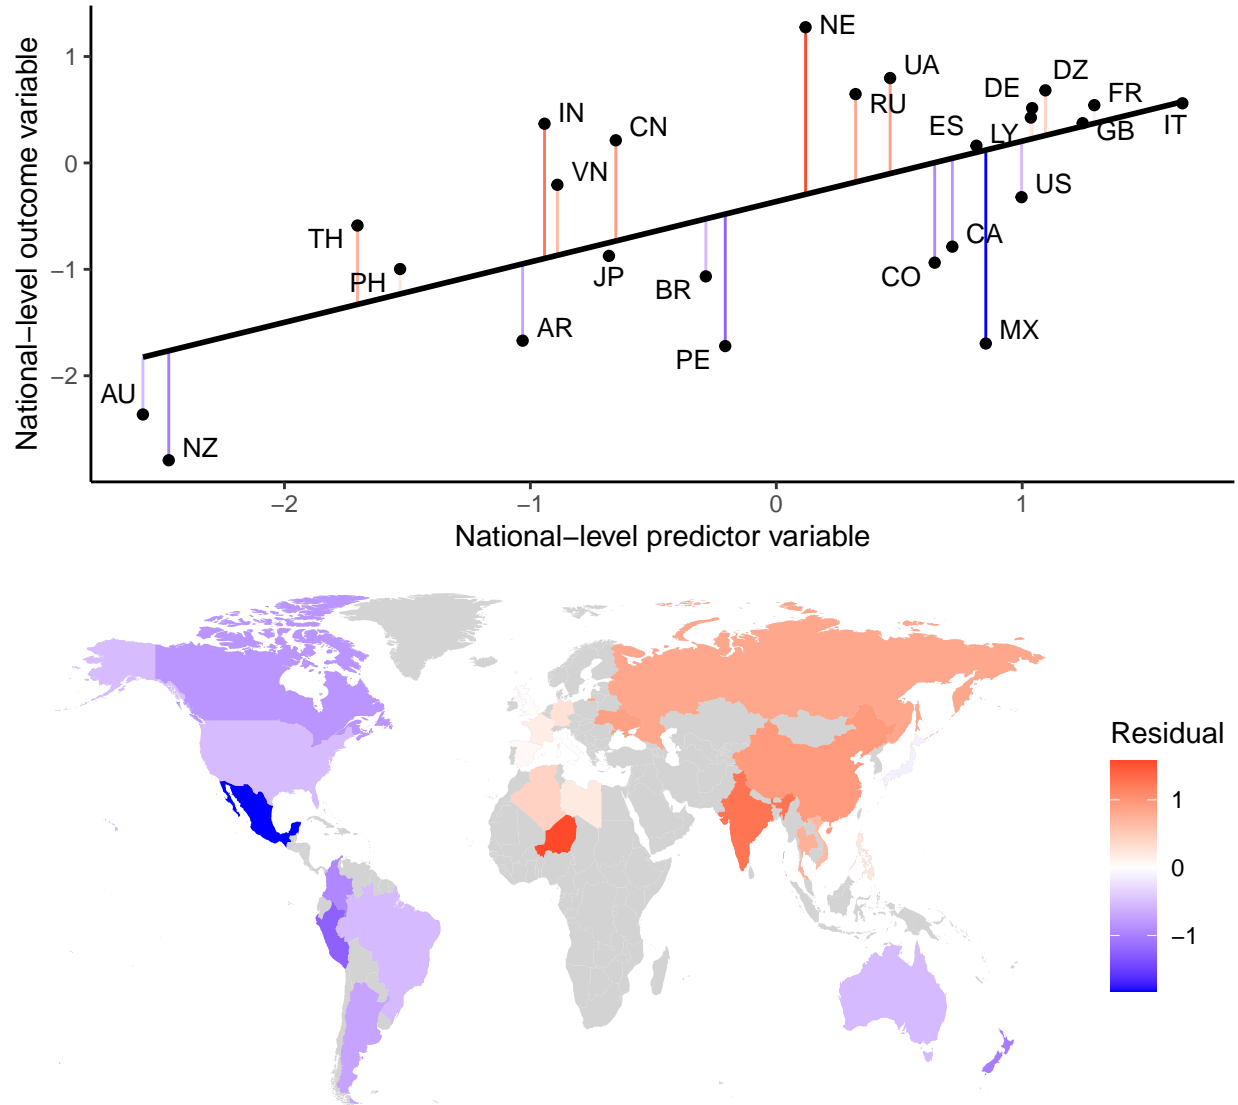 National−level outcome variable
1
0
−1
−2
NE
UA
DZ
DE
FR
RU
IN
CN
ES
LY
GB
IT
VN
US
TH
CA
PH
JP
CO
BR
AR
MX
PE
AU
NZ
−2
−1
0
1
National−level predictor variable
Residual
1
0
−1